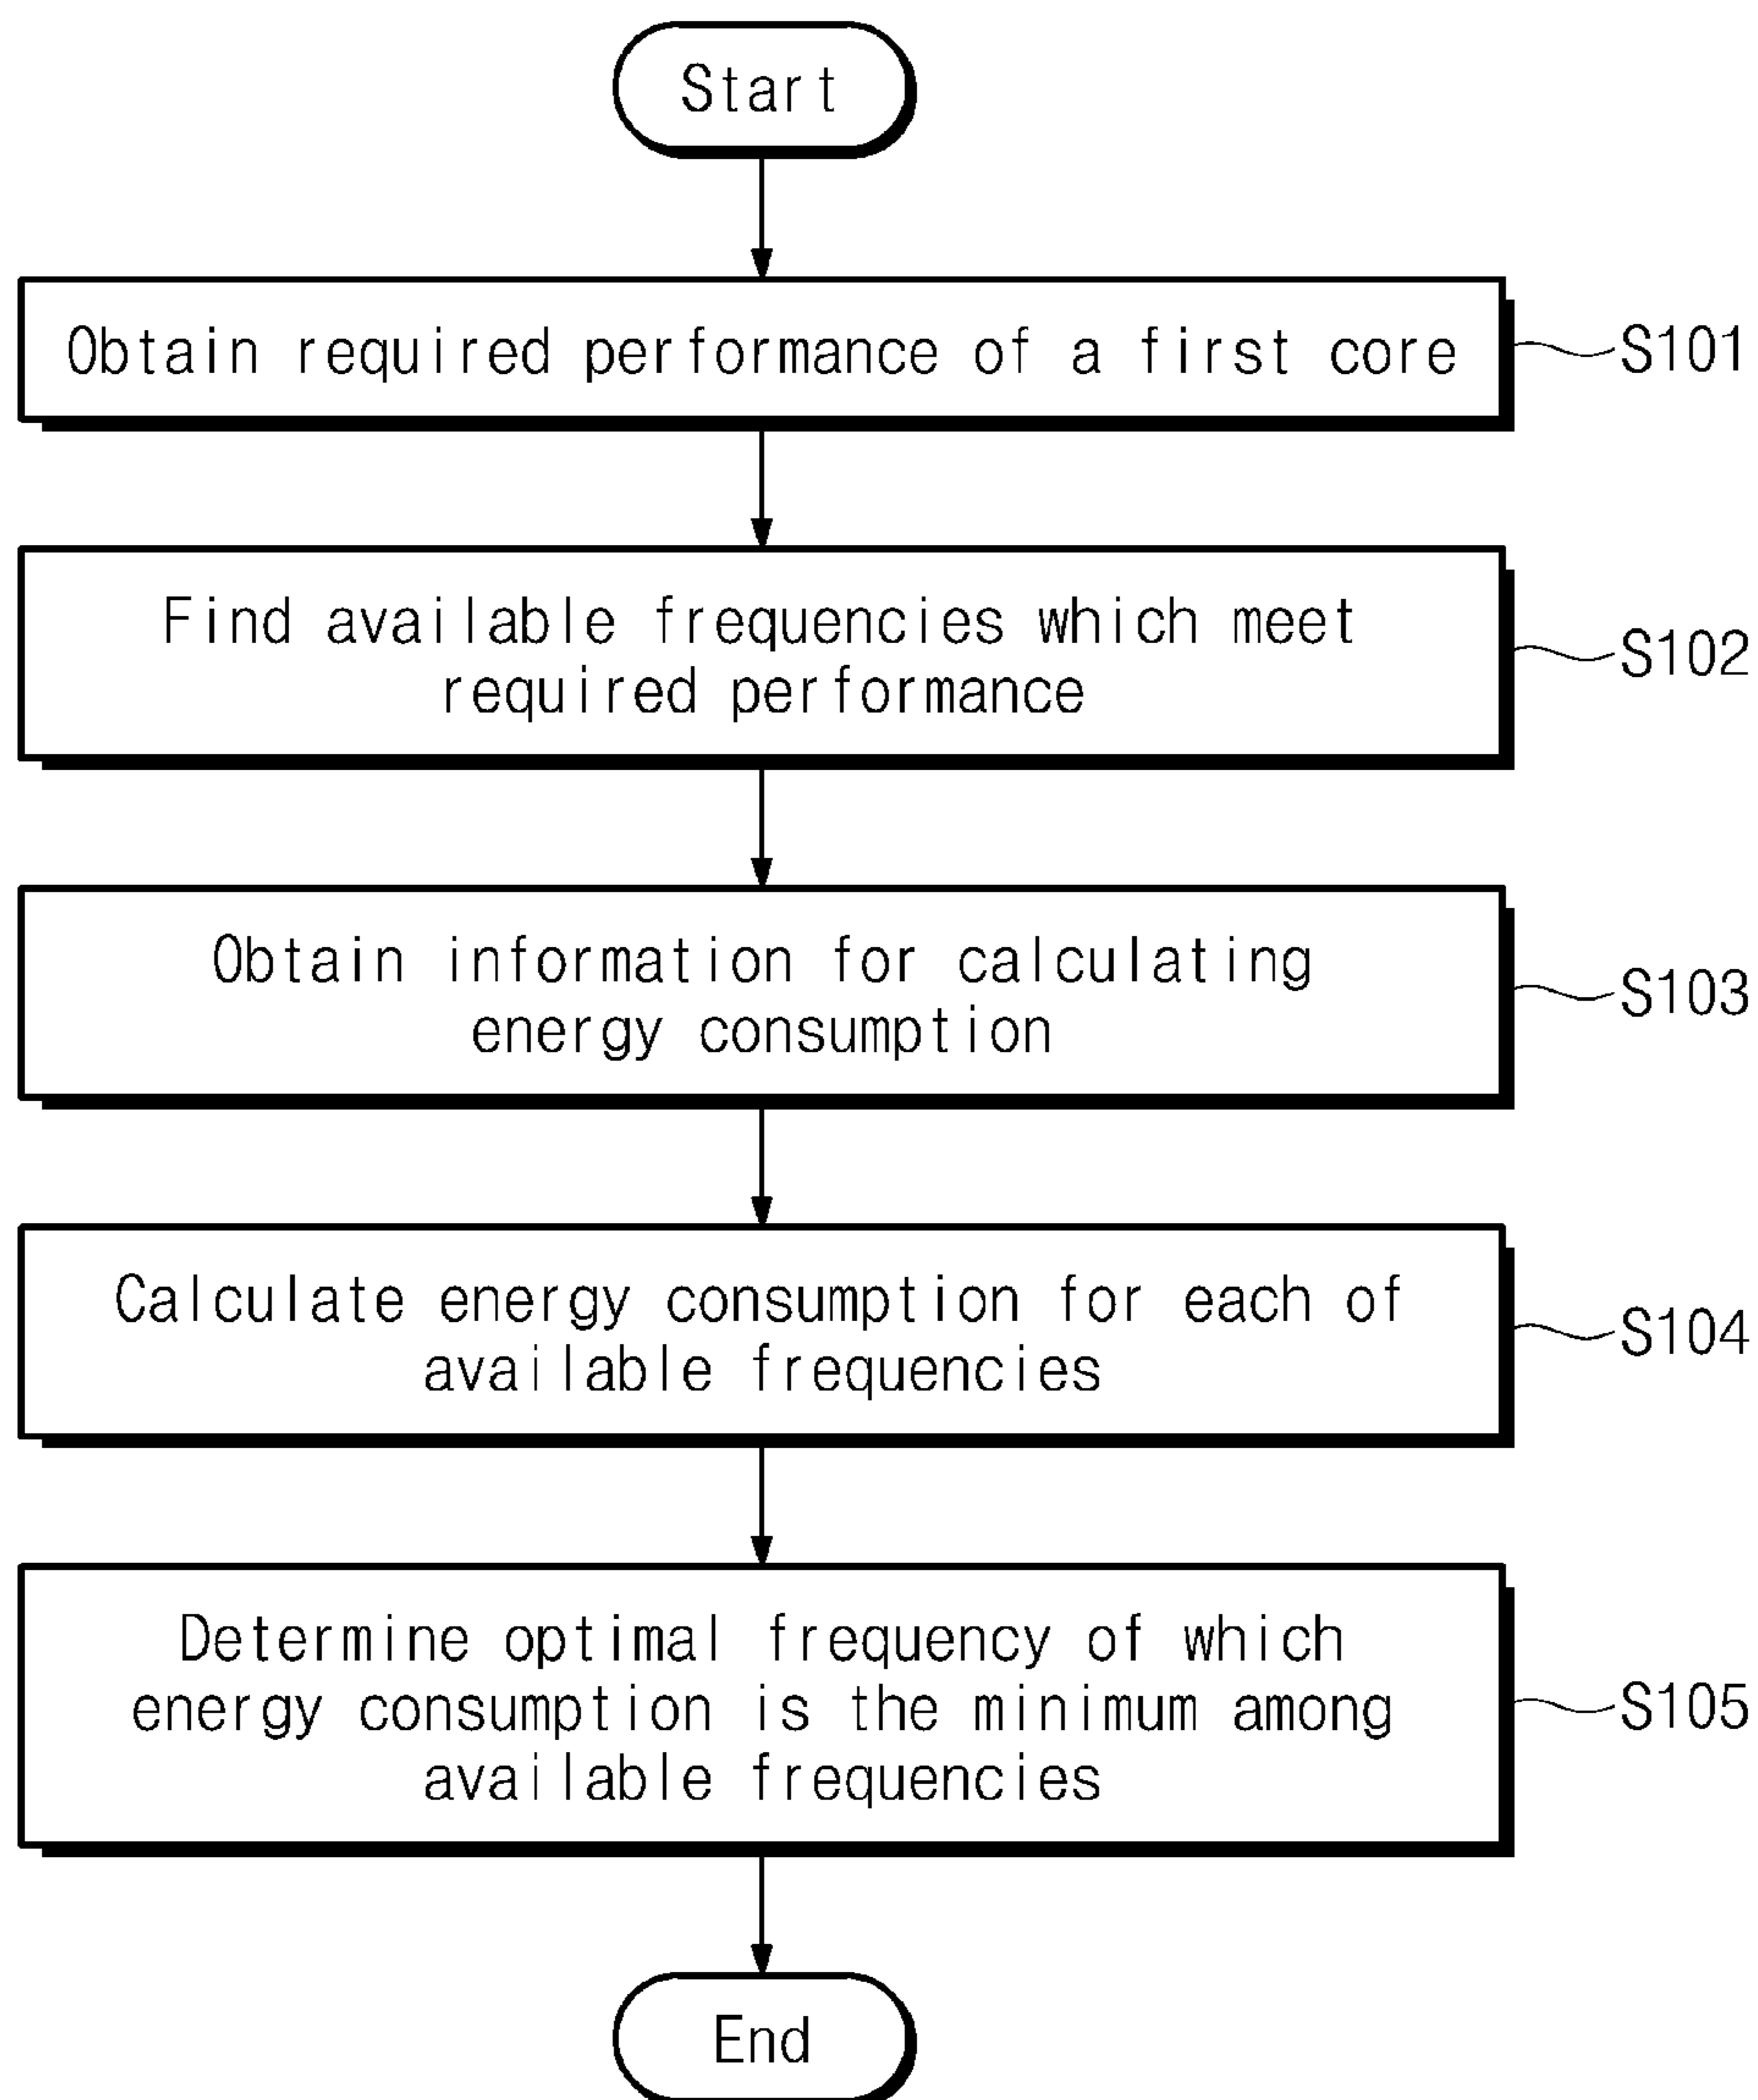 Start
Obtain required performance of a first core
S101
Find available frequencies which meet
required performance
S102
Obtain information for calculating
energy consumption
S103
Calculate energy consumption for each of
available frequencies
S104
Determine optimal frequency of which
energy consumption is the minimum among
available frequencies
S105
End